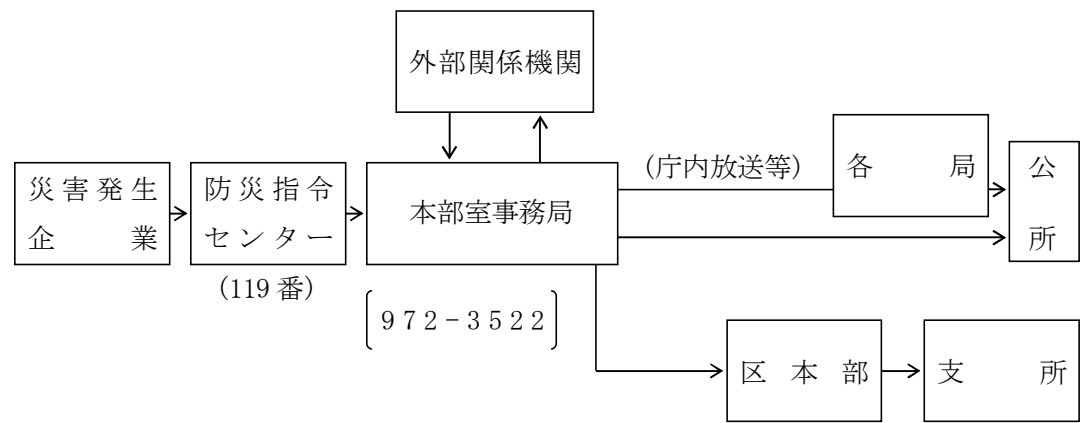 外部関係機関
災害発生
企業
防災指令
センター
(119番)
本部室事務局
972-3522
(庁内放送等)
各局
公
所
区本部
支所